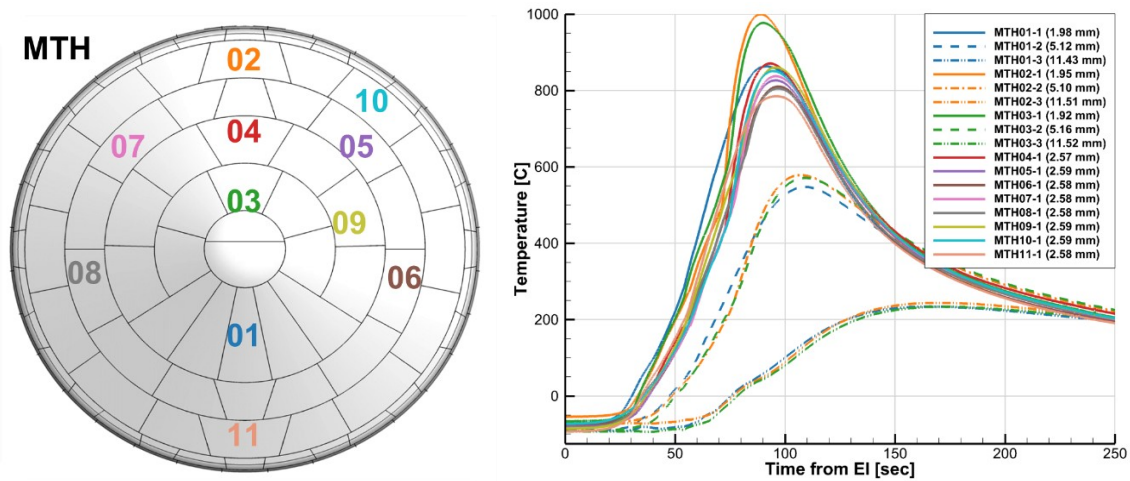 MTH
02
10
04
07
05
03
09
08
06
01
11
Temperature [C]
1000
800
600
400
200
0
0
50
100
150
200
250
Time from EI [sec]
MTH01-1 (1.98 mm)
MTH01-2 (5.12 mm)
MTH01-3 (11.43 mm)
MTH02-1 (1.95 mm)
MTH02-2 (5.10 mm)
MTH02-3 (11.51 mm)
MTH03-1 (1.92 mm)
MTH03-2 (5.16 mm)
MTH03-3 (11.52 mm)
MTH04-1 (2.57 mm)
MTH05-1 (2.59 mm)
MTH06-1 (2.58 mm)
MTH07-1 (2.58 mm)
MTH08-1 (2.58 mm)
MTH09-1 (2.59 mm)
MTH10-1 (2.59 mm)
MTH11-1 (2.58 mm)